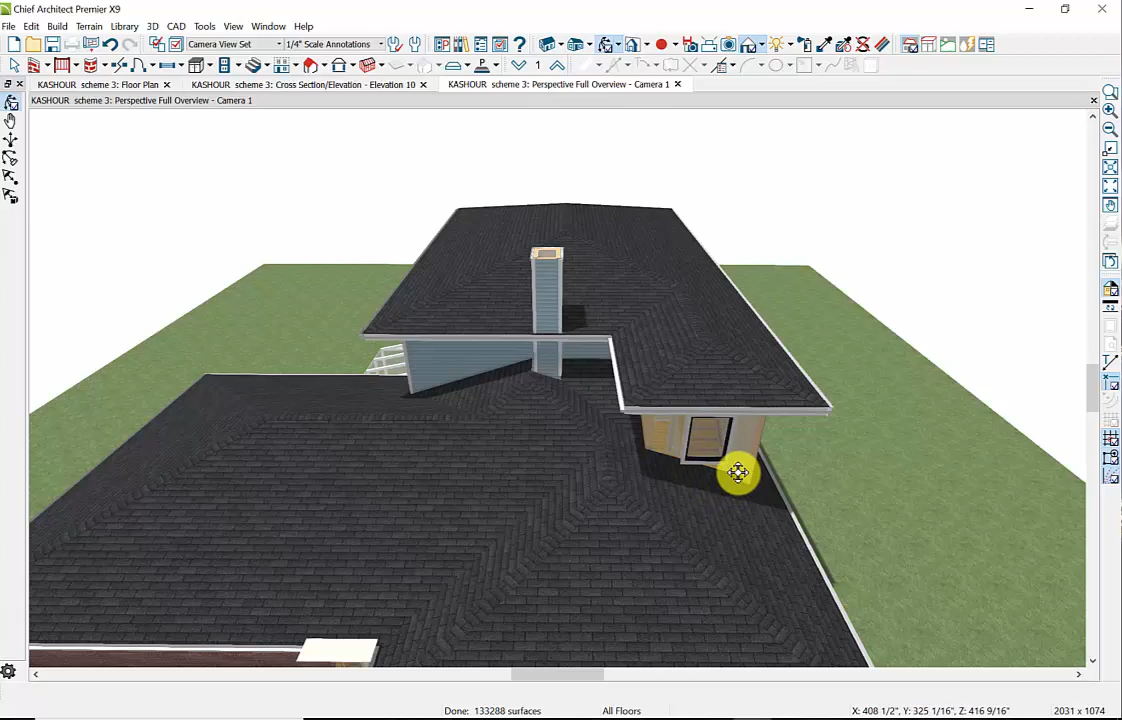 Chief Architect Premier X9
File Edit Build Terrain Library 3D CAD Tools View Window Help
Camera View Set 1/4" Scale Annotations
1
KASHOUR scheme 3: Floor Plan KASHOUR scheme 3: Cross Section/Elevation - Elevation 10 KASHOUR scheme 3: Perspective Full Overview - Camera 1
KASHOUR scheme 3: Perspective Full Overview - Camera 1
Done: 133288 surfaces All Floors X: 408 1/2", Y: 325 1/16", Z: 416 9/16" 2031 x 1074